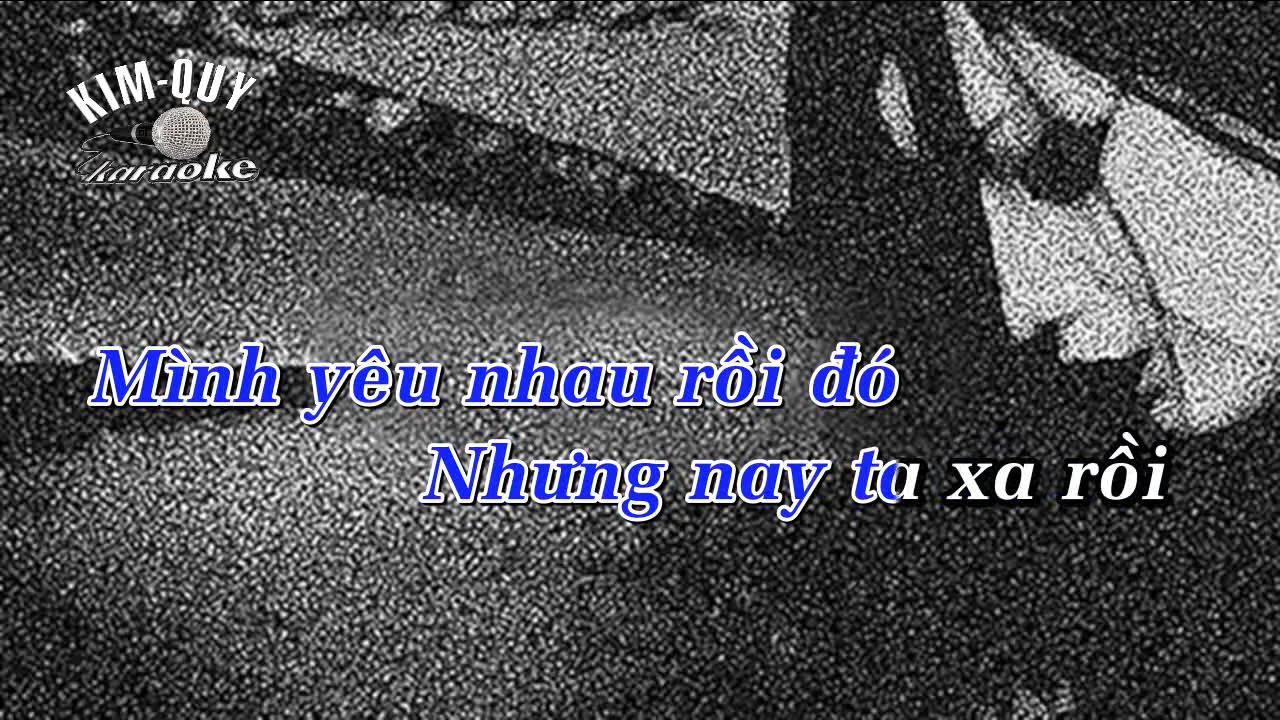 KIM-QUY
karaoke
Mình yêu nhau rồi đó
Nhưng nay ta xa rồi